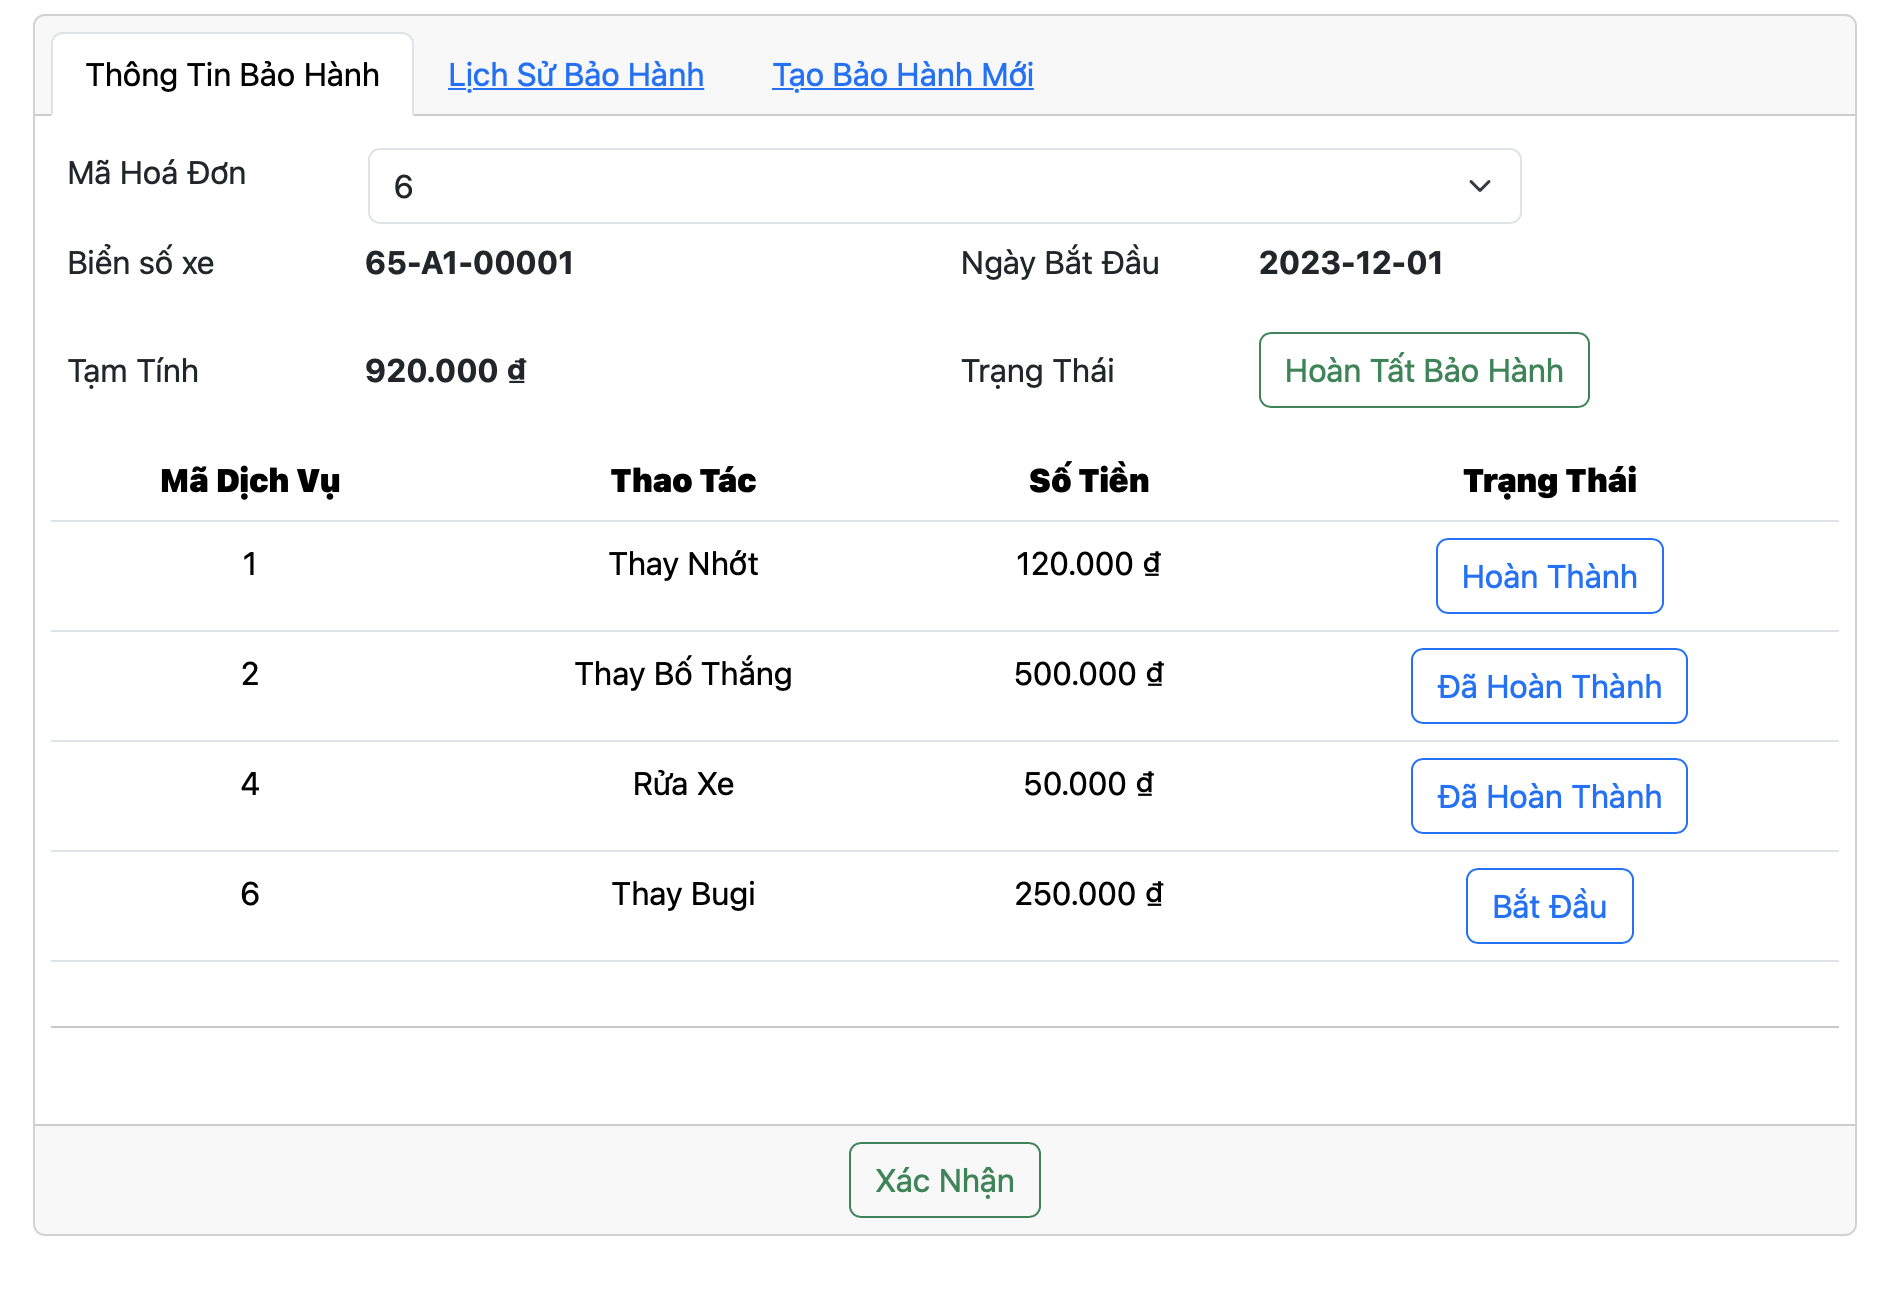 Thông Tin Bảo Hành Lịch Sử Bảo Hành Tạo Bảo Hành Mới
Mã Hoá Đơn 6
Biển số xe 65-A1-00001 Ngày Bắt Đầu 2023-12-01
Tạm Tính 920.000 ₫ Trạng Thái Hoàn Tất Bảo Hành
Mã Dịch Vụ Thao Tác Số Tiền Trạng Thái
1 Thay Nhớt 120.000 ₫ Hoàn Thành
2 Thay Bố Thắng 500.000 ₫ Đã Hoàn Thành
4 Rửa Xe 50.000 ₫ Đã Hoàn Thành
6 Thay Bugi 250.000 ₫ Bắt Đầu
Xác Nhận